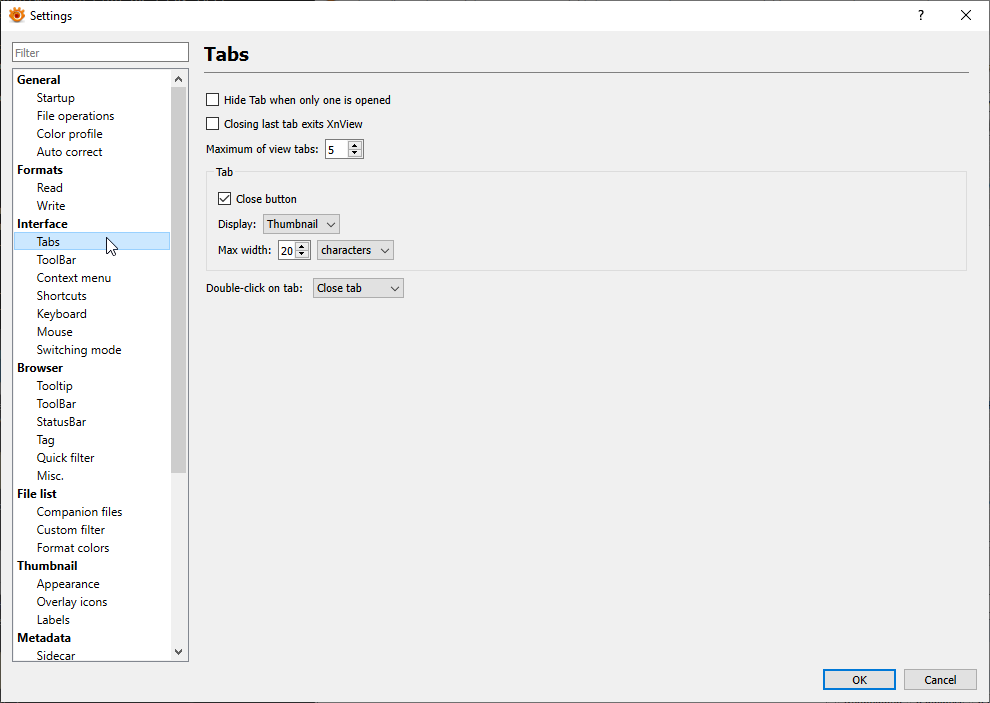 Settings
?
Filter
General
Startup
File operations
Color profile
Auto correct
Formats
Read
Write
Interface
Tabs
ToolBar
Context menu
Shortcuts
Keyboard
Mouse
Switching mode
Browser
Tooltip
ToolBar
StatusBar
Tag
Quick filter
Misc.
File list
Companion files
Custom filter
Format colors
Thumbnail
Appearance
Overlay icons
Labels
Metadata
Sidecar
Tabs
Hide Tab when only one is opened
Closing last tab exits XnView
Maximum of view tabs: 5
Tab
Close button
Display: Thumbnail
Max width: 20 characters
Double-click on tab: Close tab
OK Cancel